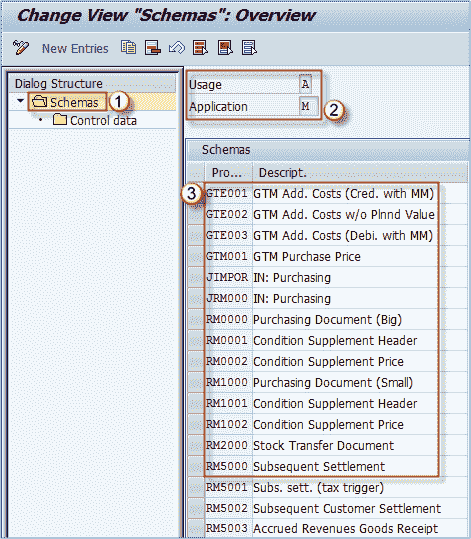 Change View "Schemas": Overview
New Entries
Dialog Structure
Schemas
Control data
1
Usage A
Application M
2
Schemas
Pro... Descript.
3
GTE001 GTM Add. Costs (Cred. with MM)
GTE002 GTM Add. Costs w/o Plnnd Value
GTE003 GTM Add. Costs (Debi. with MM)
GTM001 GTM Purchase Price
JIMPOR IN: Purchasing
JRM000 IN: Purchasing
RM0000 Purchasing Document (Big)
RM0001 Condition Supplement Header
RM0002 Condition Supplement Price
RM1000 Purchasing Document (Small)
RM1001 Condition Supplement Header
RM1002 Condition Supplement Price
RM2000 Stock Transfer Document
RM5000 Subsequent Settlement
RM5001 Subs. sett. (tax trigger)
RM5002 Subsequent Customer Settlement
RM5003 Accrued Revenues Goods Receipt